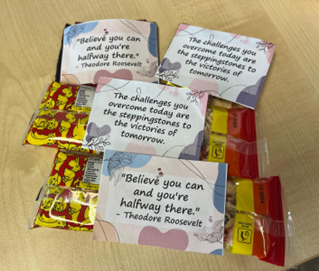 "Believe you can
and you're
halfway there."
- Theodore Roosevelt
The challenges you
overcome today are
the steppingstones to
the victories of
tomorrow.
The challenges you
overcome today are
the steppingstones to
the victories of
tomorrow.
"Believe you can
and you're
halfway there."
- Theodore Roosevelt